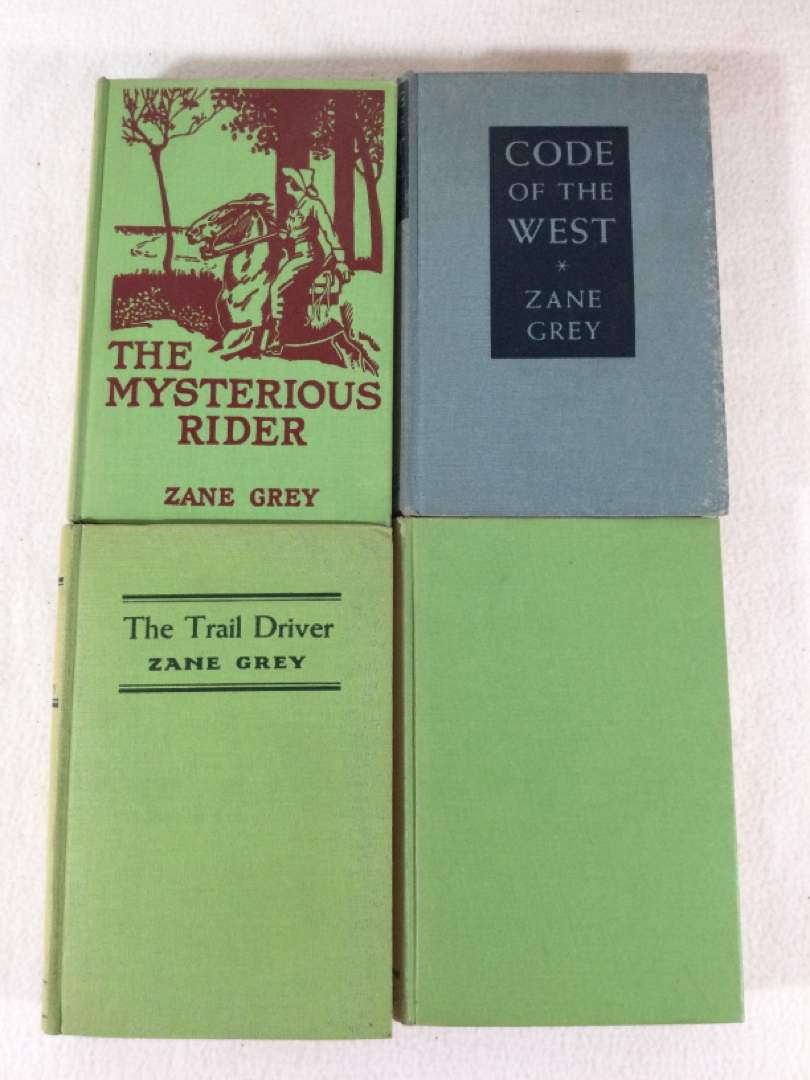 THE
MYSTERIOUS
RIDER
ZANE GREY
CODE
OF THE
WEST
*
ZANE
GREY
The Trail Driver
ZANE GREY